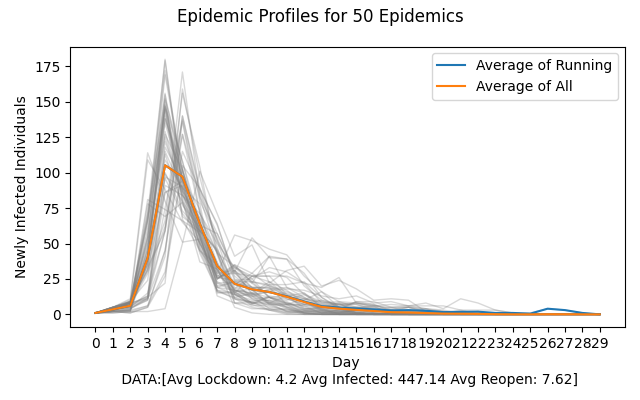 Epidemic Profiles for 50 Epidemics
Average of Running
Average of All
Newly Infected Individuals
175
150
125
100
75
50
25
0
0 1 2 3 4 5 6 7 8 9 10 11 12 13 14 15 16 17 18 19 20 21 22 23 24 25 26 27 28 29
Day
DATA:[Avg Lockdown: 4.2 Avg Infected: 447.14 Avg Reopen: 7.62]